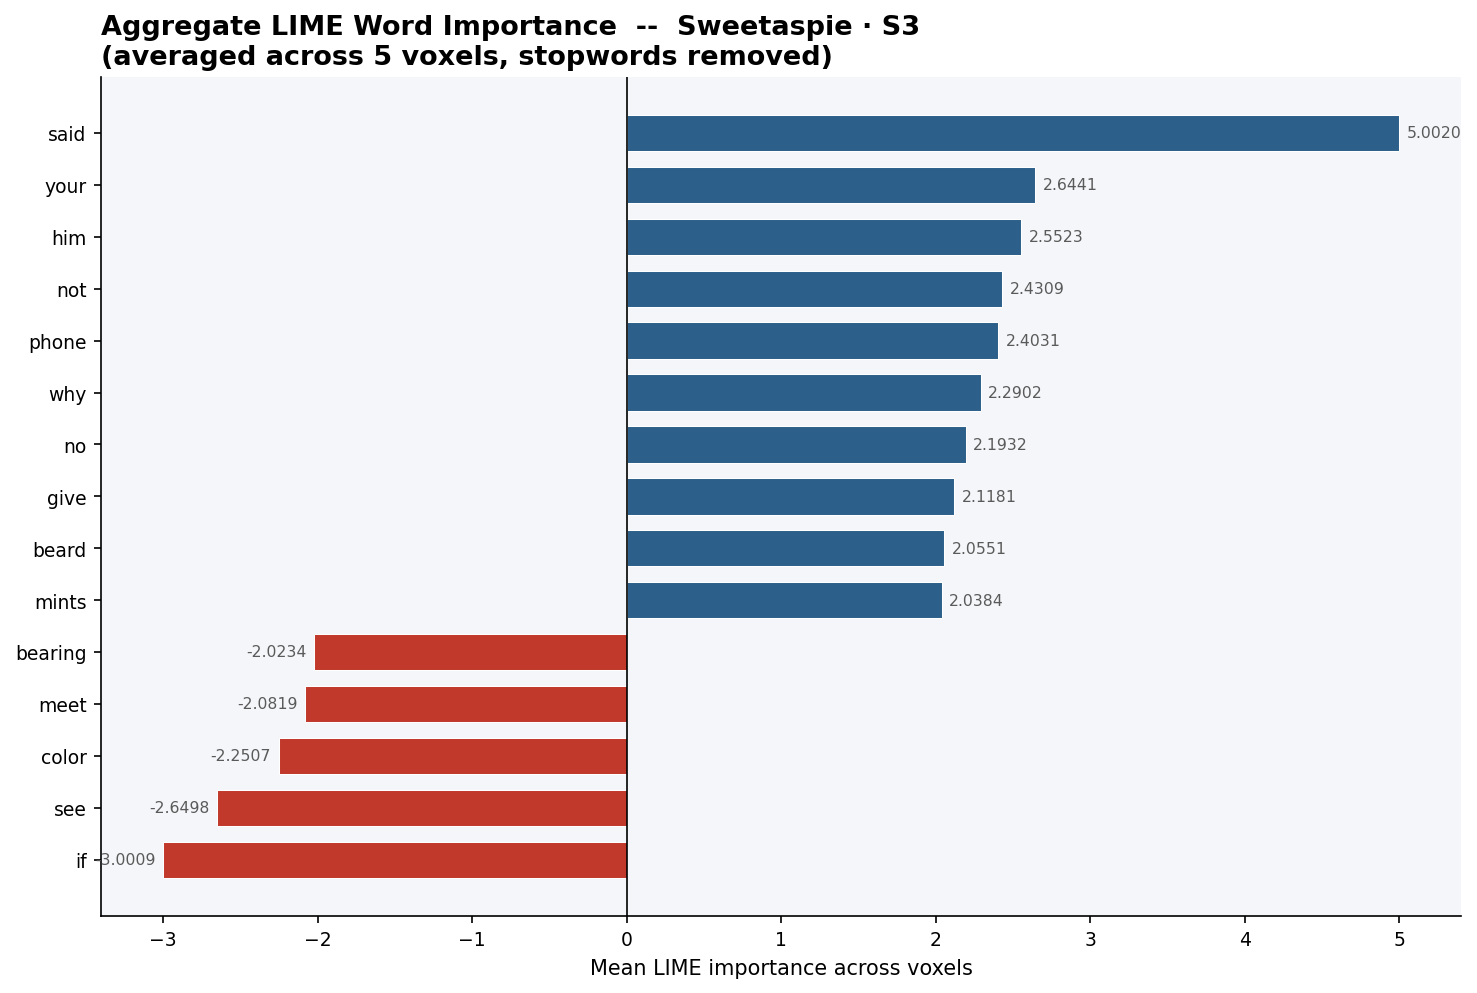 Aggregate LIME Word Importance  --  Sweetaspie · S3
(averaged across 5 voxels, stopwords removed)
said 5.0020
your 2.6441
him 2.5523
not 2.4309
phone 2.4031
why 2.2902
no 2.1932
give 2.1181
beard 2.0551
mints 2.0384
bearing -2.0234
meet -2.0819
color -2.2507
see -2.6498
if -3.0009
−3 −2 −1 0 1 2 3 4 5
Mean LIME importance across voxels